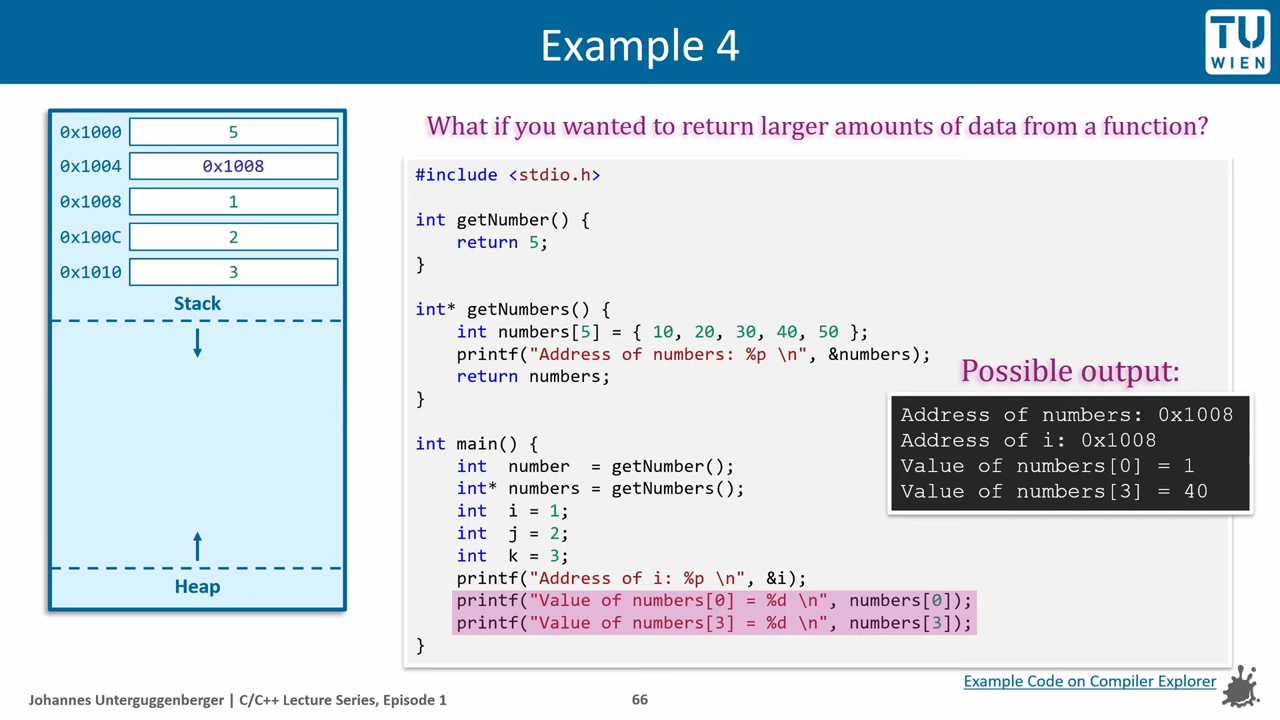 Example 4
TU
WIEN
0x1000 5
0x1004 0x1008
0x1008 1
0x100C 2
0x1010 3
Stack
Heap
What if you wanted to return larger amounts of data from a function?
#include <stdio.h>
int getNumber() {
    return 5;
}
int* getNumbers() {
    int numbers[5] = { 10, 20, 30, 40, 50 };
    printf("Address of numbers: %p \n", &numbers);
    return numbers;
}
int main() {
    int  number  = getNumber();
    int* numbers = getNumbers();
    int  i = 1;
    int  j = 2;
    int  k = 3;
    printf("Address of i: %p \n", &i);
    printf("Value of numbers[0] = %d \n", numbers[0]);
    printf("Value of numbers[3] = %d \n", numbers[3]);
}
Possible output:
Address of numbers: 0x1008
Address of i: 0x1008
Value of numbers[0] = 1
Value of numbers[3] = 40
Example Code on Compiler Explorer
Johannes Unterguggenberger | C/C++ Lecture Series, Episode 1
66